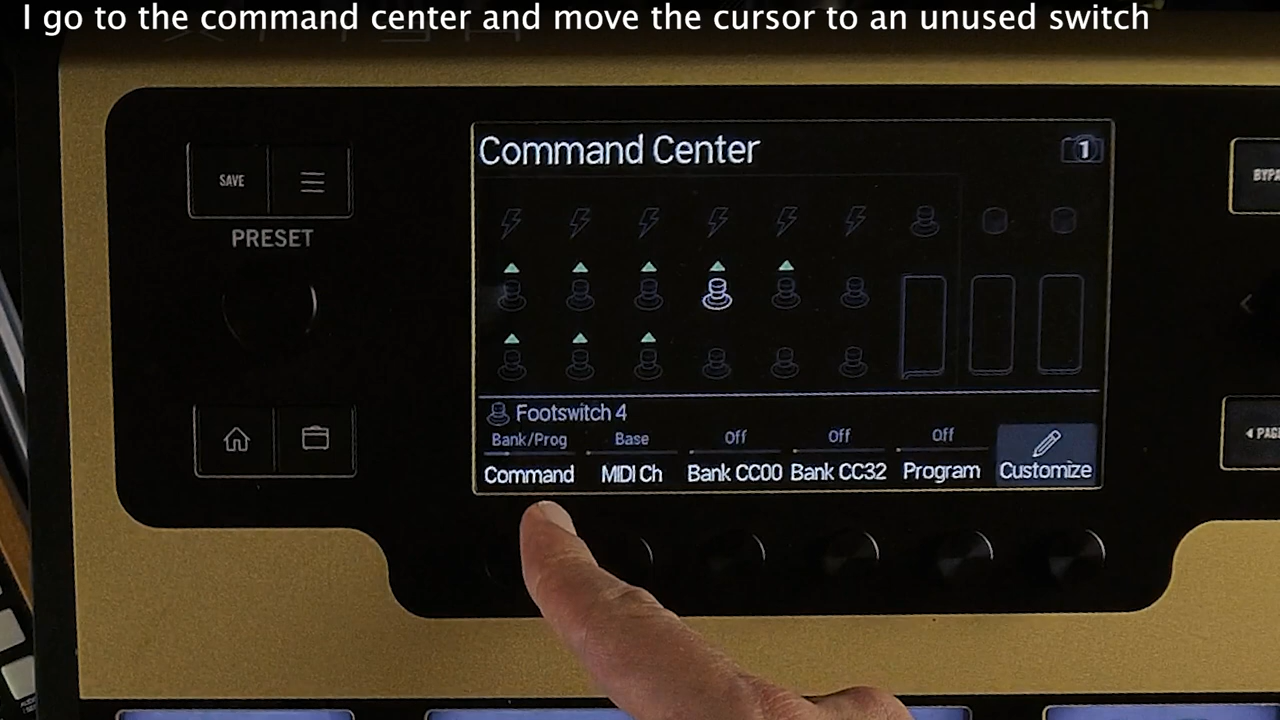 I go to the command center and move the cursor to an unused switch
Command Center
1
SAVE
PRESET
Footswitch 4
Bank/Prog Base Off Off Off
Command MIDI Ch Bank CC00 Bank CC32 Program Customize